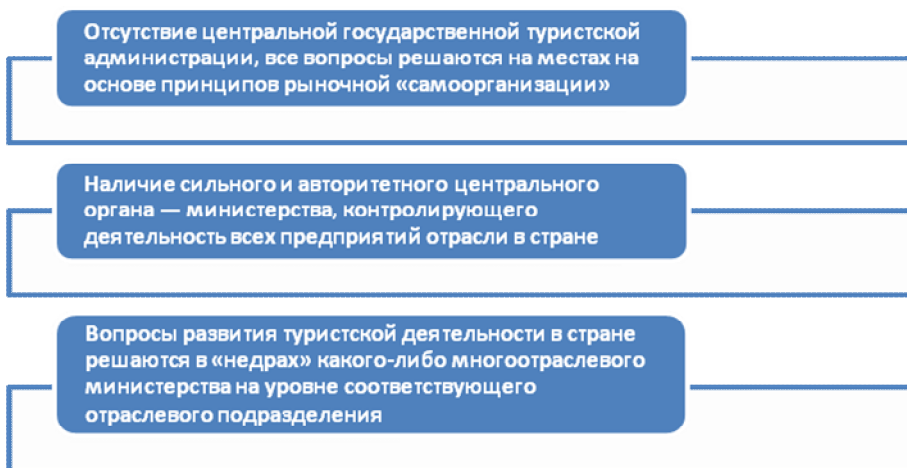 Отсутствие центральной государственной туристской
администрации, все вопросы решаются на местах на
основе принципов рыночной «самоорганизации»
Наличие сильного и авторитетного центрального
органа — министерства, контролирующего
деятельность всех предприятий отрасли в стране
Вопросы развития туристской деятельности в стране
решаются в «недрах» какого-либо многоотраслевого
министерства на уровне соответствующего
отраслевого подразделения